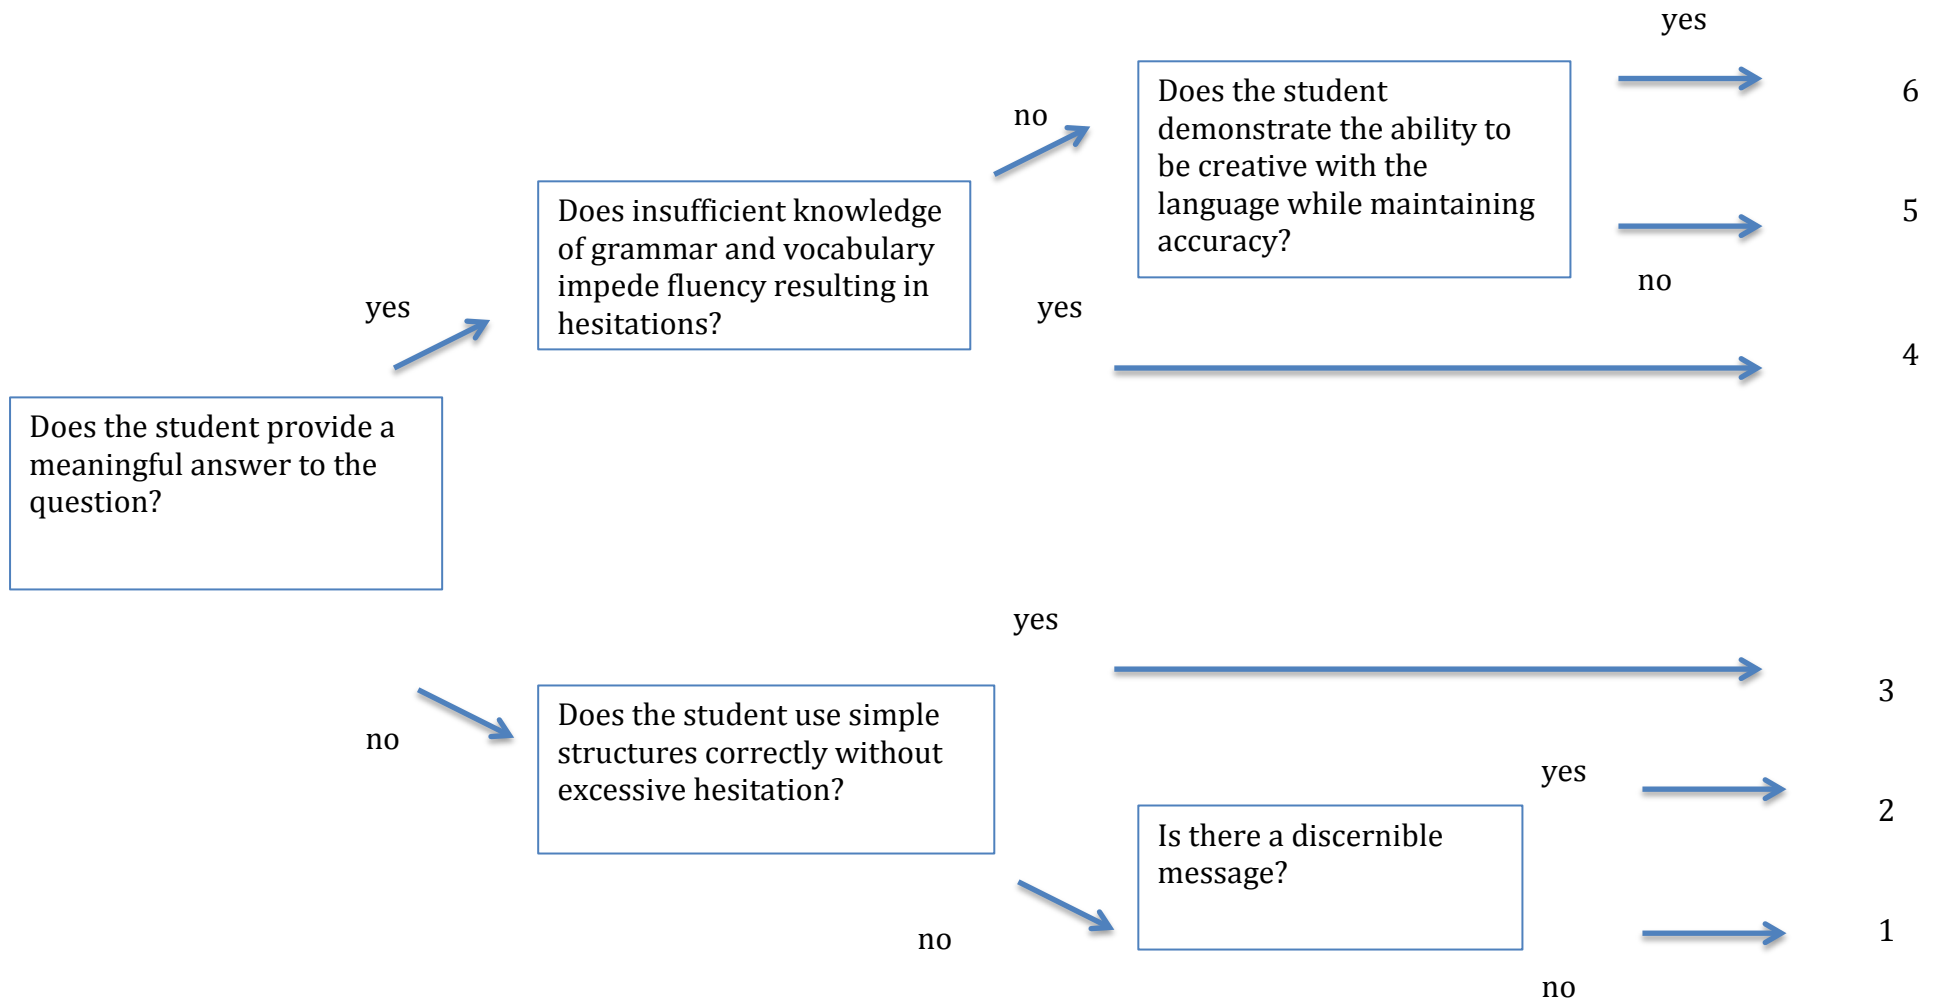 yes
6
no
Does the student
demonstrate the ability to
be creative with the
language while maintaining
accuracy?
5
no
Does insufficient knowledge
of grammar and vocabulary
impede fluency resulting in
hesitations?
yes
yes
4
Does the student provide a
meaningful answer to the
question?
yes
3
no
Does the student use simple
structures correctly without
excessive hesitation?
yes
2
Is there a discernible
message?
no
1
no